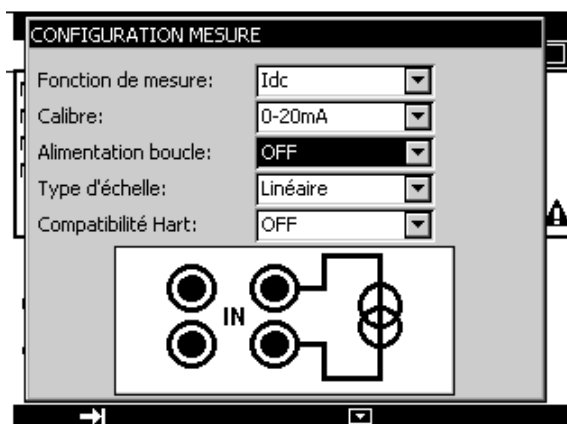 CONFIGURATION MESURE
Fonction de mesure: Idc
Calibre: 0-20mA
Alimentation boucle: OFF
Type d'échelle: Linéaire
Compatibilité Hart: OFF
IN